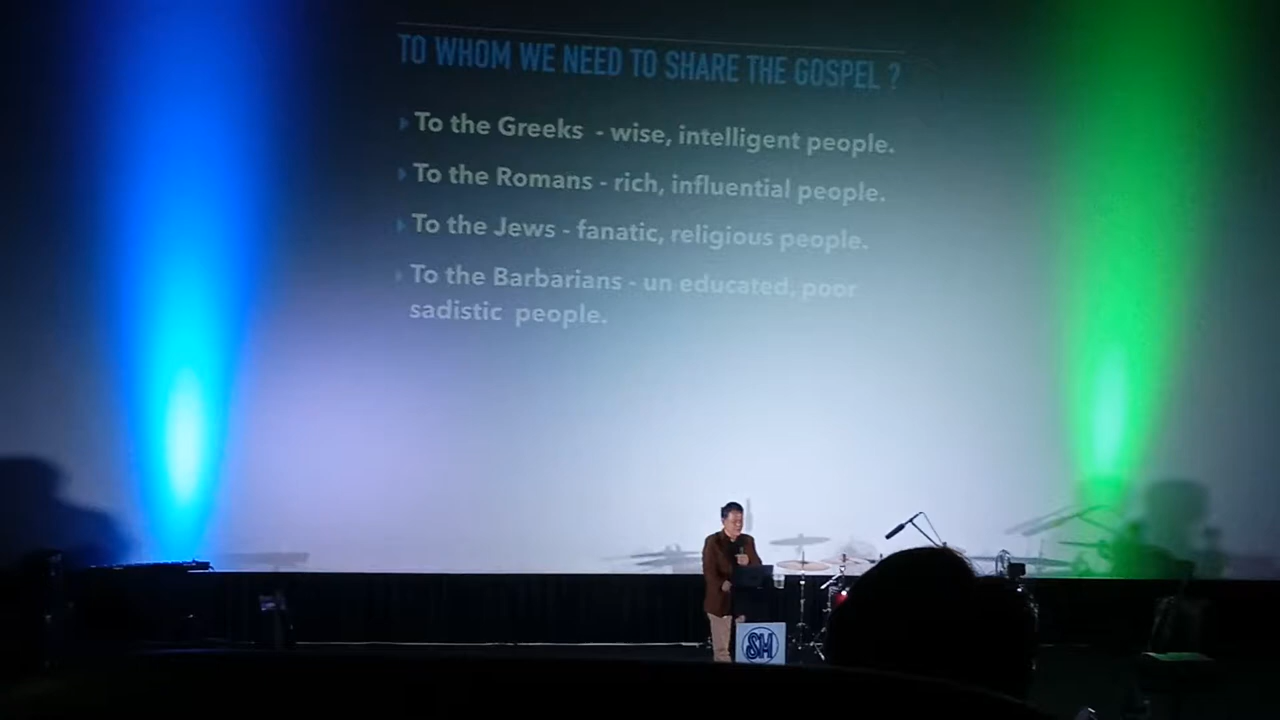 TO WHOM WE NEED TO SHARE THE GOSPEL ?
To the Greeks - wise, intelligent people.
To the Romans - rich, influential people.
To the Jews - fanatic, religious people.
To the Barbarians - un educated, poor
sadistic people.
SM